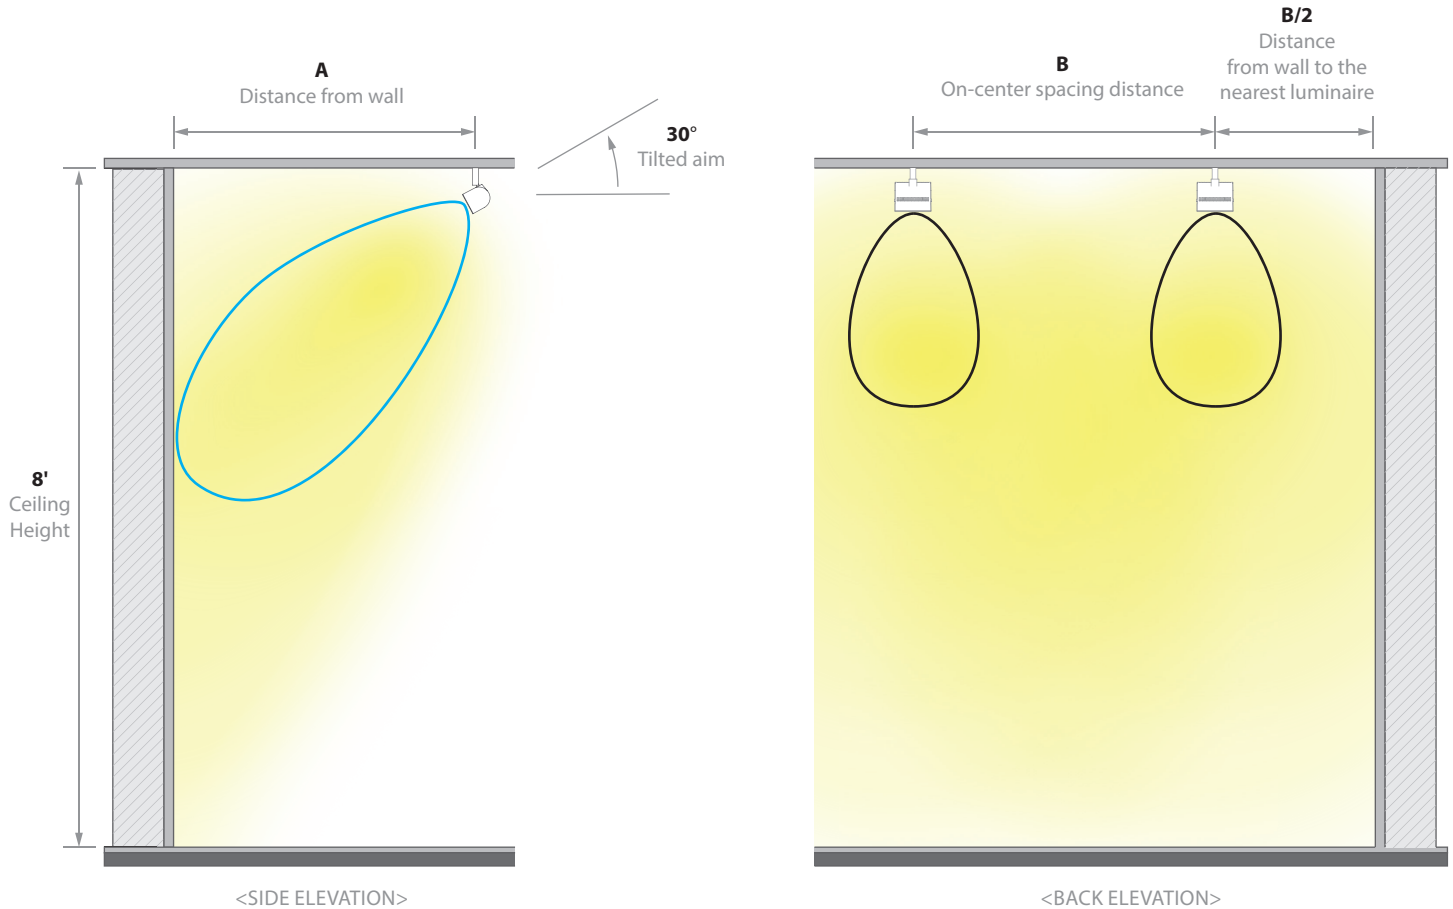 A
Distance from wall
30°
Tilted aim
8'
Ceiling
Height
<SIDE ELEVATION>
B
On-center spacing distance
B/2
Distance
from wall to the
nearest luminaire
<BACK ELEVATION>